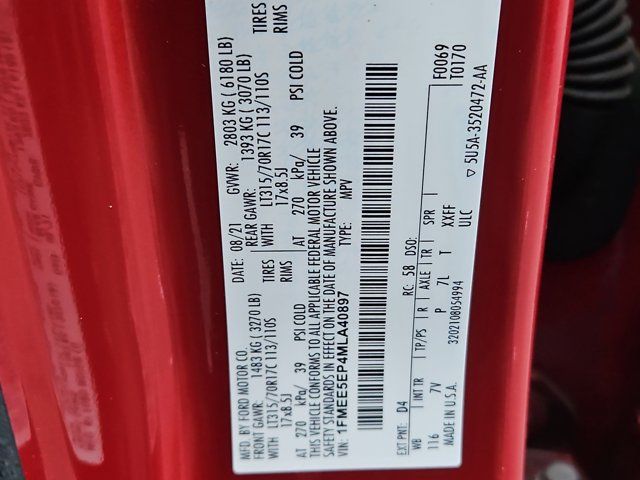 MFD. BY FORD MOTOR CO.
DATE: 08/21 GVWR: 2803 KG ( 6180 LB)
FRONT GAWR: 1483 KG ( 3270 LB) REAR GAWR: 1393 KG ( 3070 LB) TIRES
WITH LT315/70R17C 113/110S TIRES WITH LT315/70R17C 113/110S RIMS
17x8.5J RIMS 17x8.5J
AT 270 kPa/ 39 PSI COLD AT 270 kPa/ 39 PSI COLD
THIS VEHICLE CONFORMS TO ALL APPLICABLE FEDERAL MOTOR VEHICLE
SAFETY STANDARDS IN EFFECT ON THE DATE OF MANUFACTURE SHOWN ABOVE.
VIN: 1FMEE5EP4MLA40897 TYPE: MPV
F0069
T0170
EXT PNT: D4 RC: 58 DSO:
WB TP/PS R AXLE TR SPR
116 7V P 7L T XXFF
MADE IN U.S.A. 3202108054994 ULC
5U5A-3520472-AA